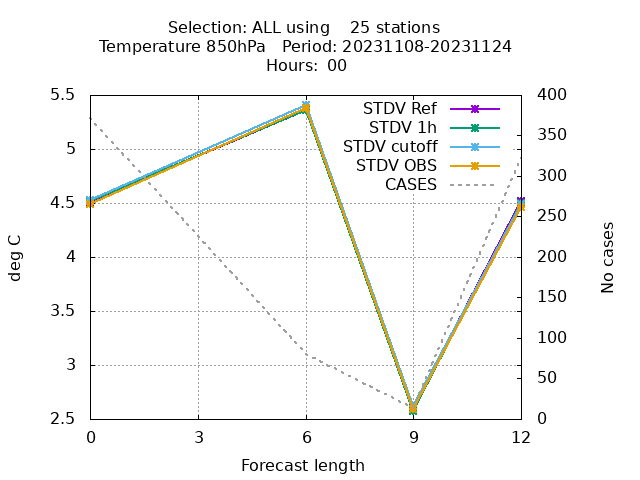 Selection: ALL using    25 stations
Temperature 850hPa   Period: 20231108-20231124
Hours: 00
5.5
5
4.5
4
3.5
3
2.5
deg C
STDV Ref
STDV 1h
STDV cutoff
STDV OBS
CASES
400
350
300
250
200
150
100
50
0
No cases
0 3 6 9 12
Forecast length